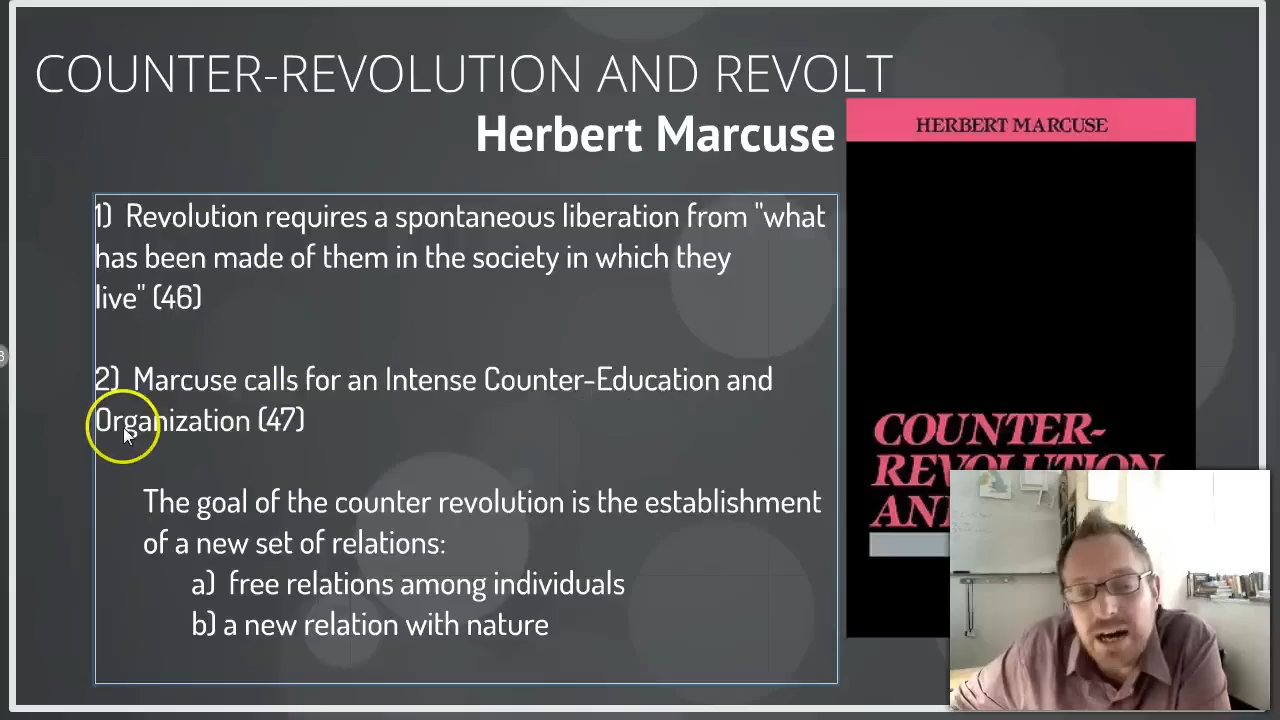 COUNTER-REVOLUTION AND REVOLT
Herbert Marcuse
1) Revolution requires a spontaneous liberation from "what
has been made of them in the society in which they
live" (46)
2) Marcuse calls for an Intense Counter-Education and
Organization (47)
The goal of the counter revolution is the establishment
of a new set of relations:
a) free relations among individuals
b) a new relation with nature
HERBERT MARCUSE
COUNTER-
REVOLUTION